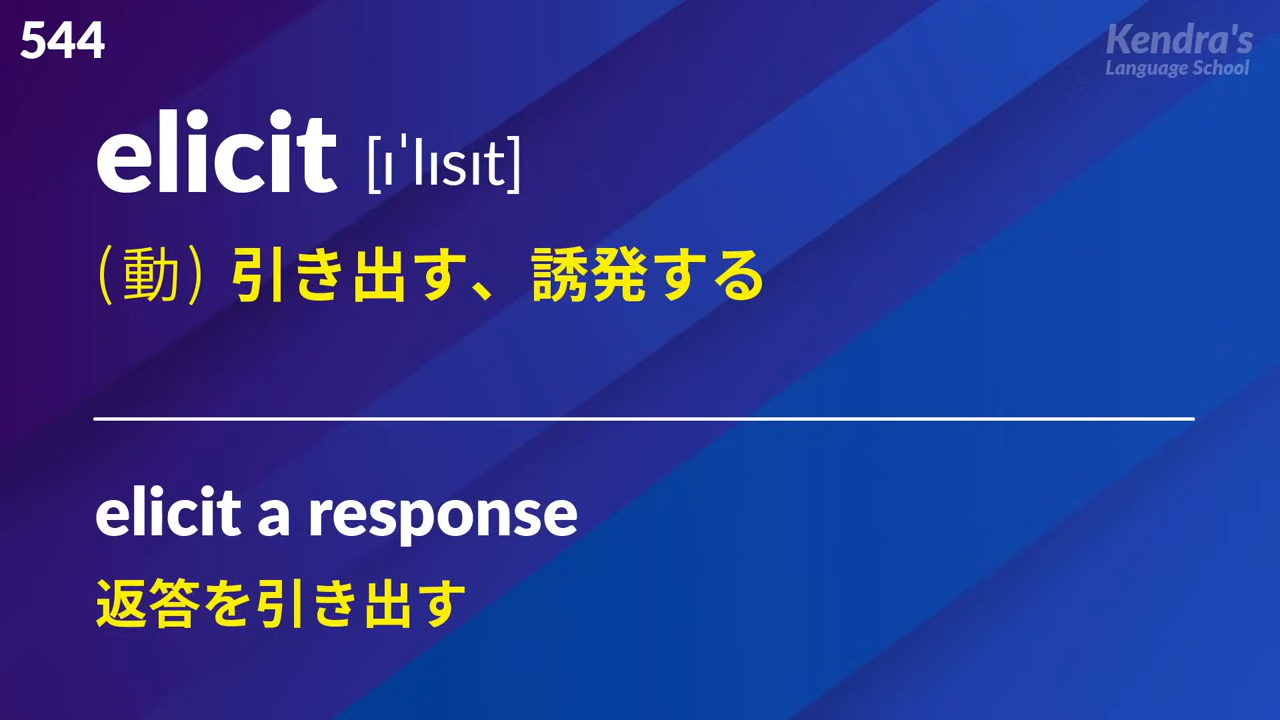 544
Kendra's
Language School
elicit [ɪˈlɪsɪt]
(動) 引き出す、誘発する
elicit a response
返答を引き出す